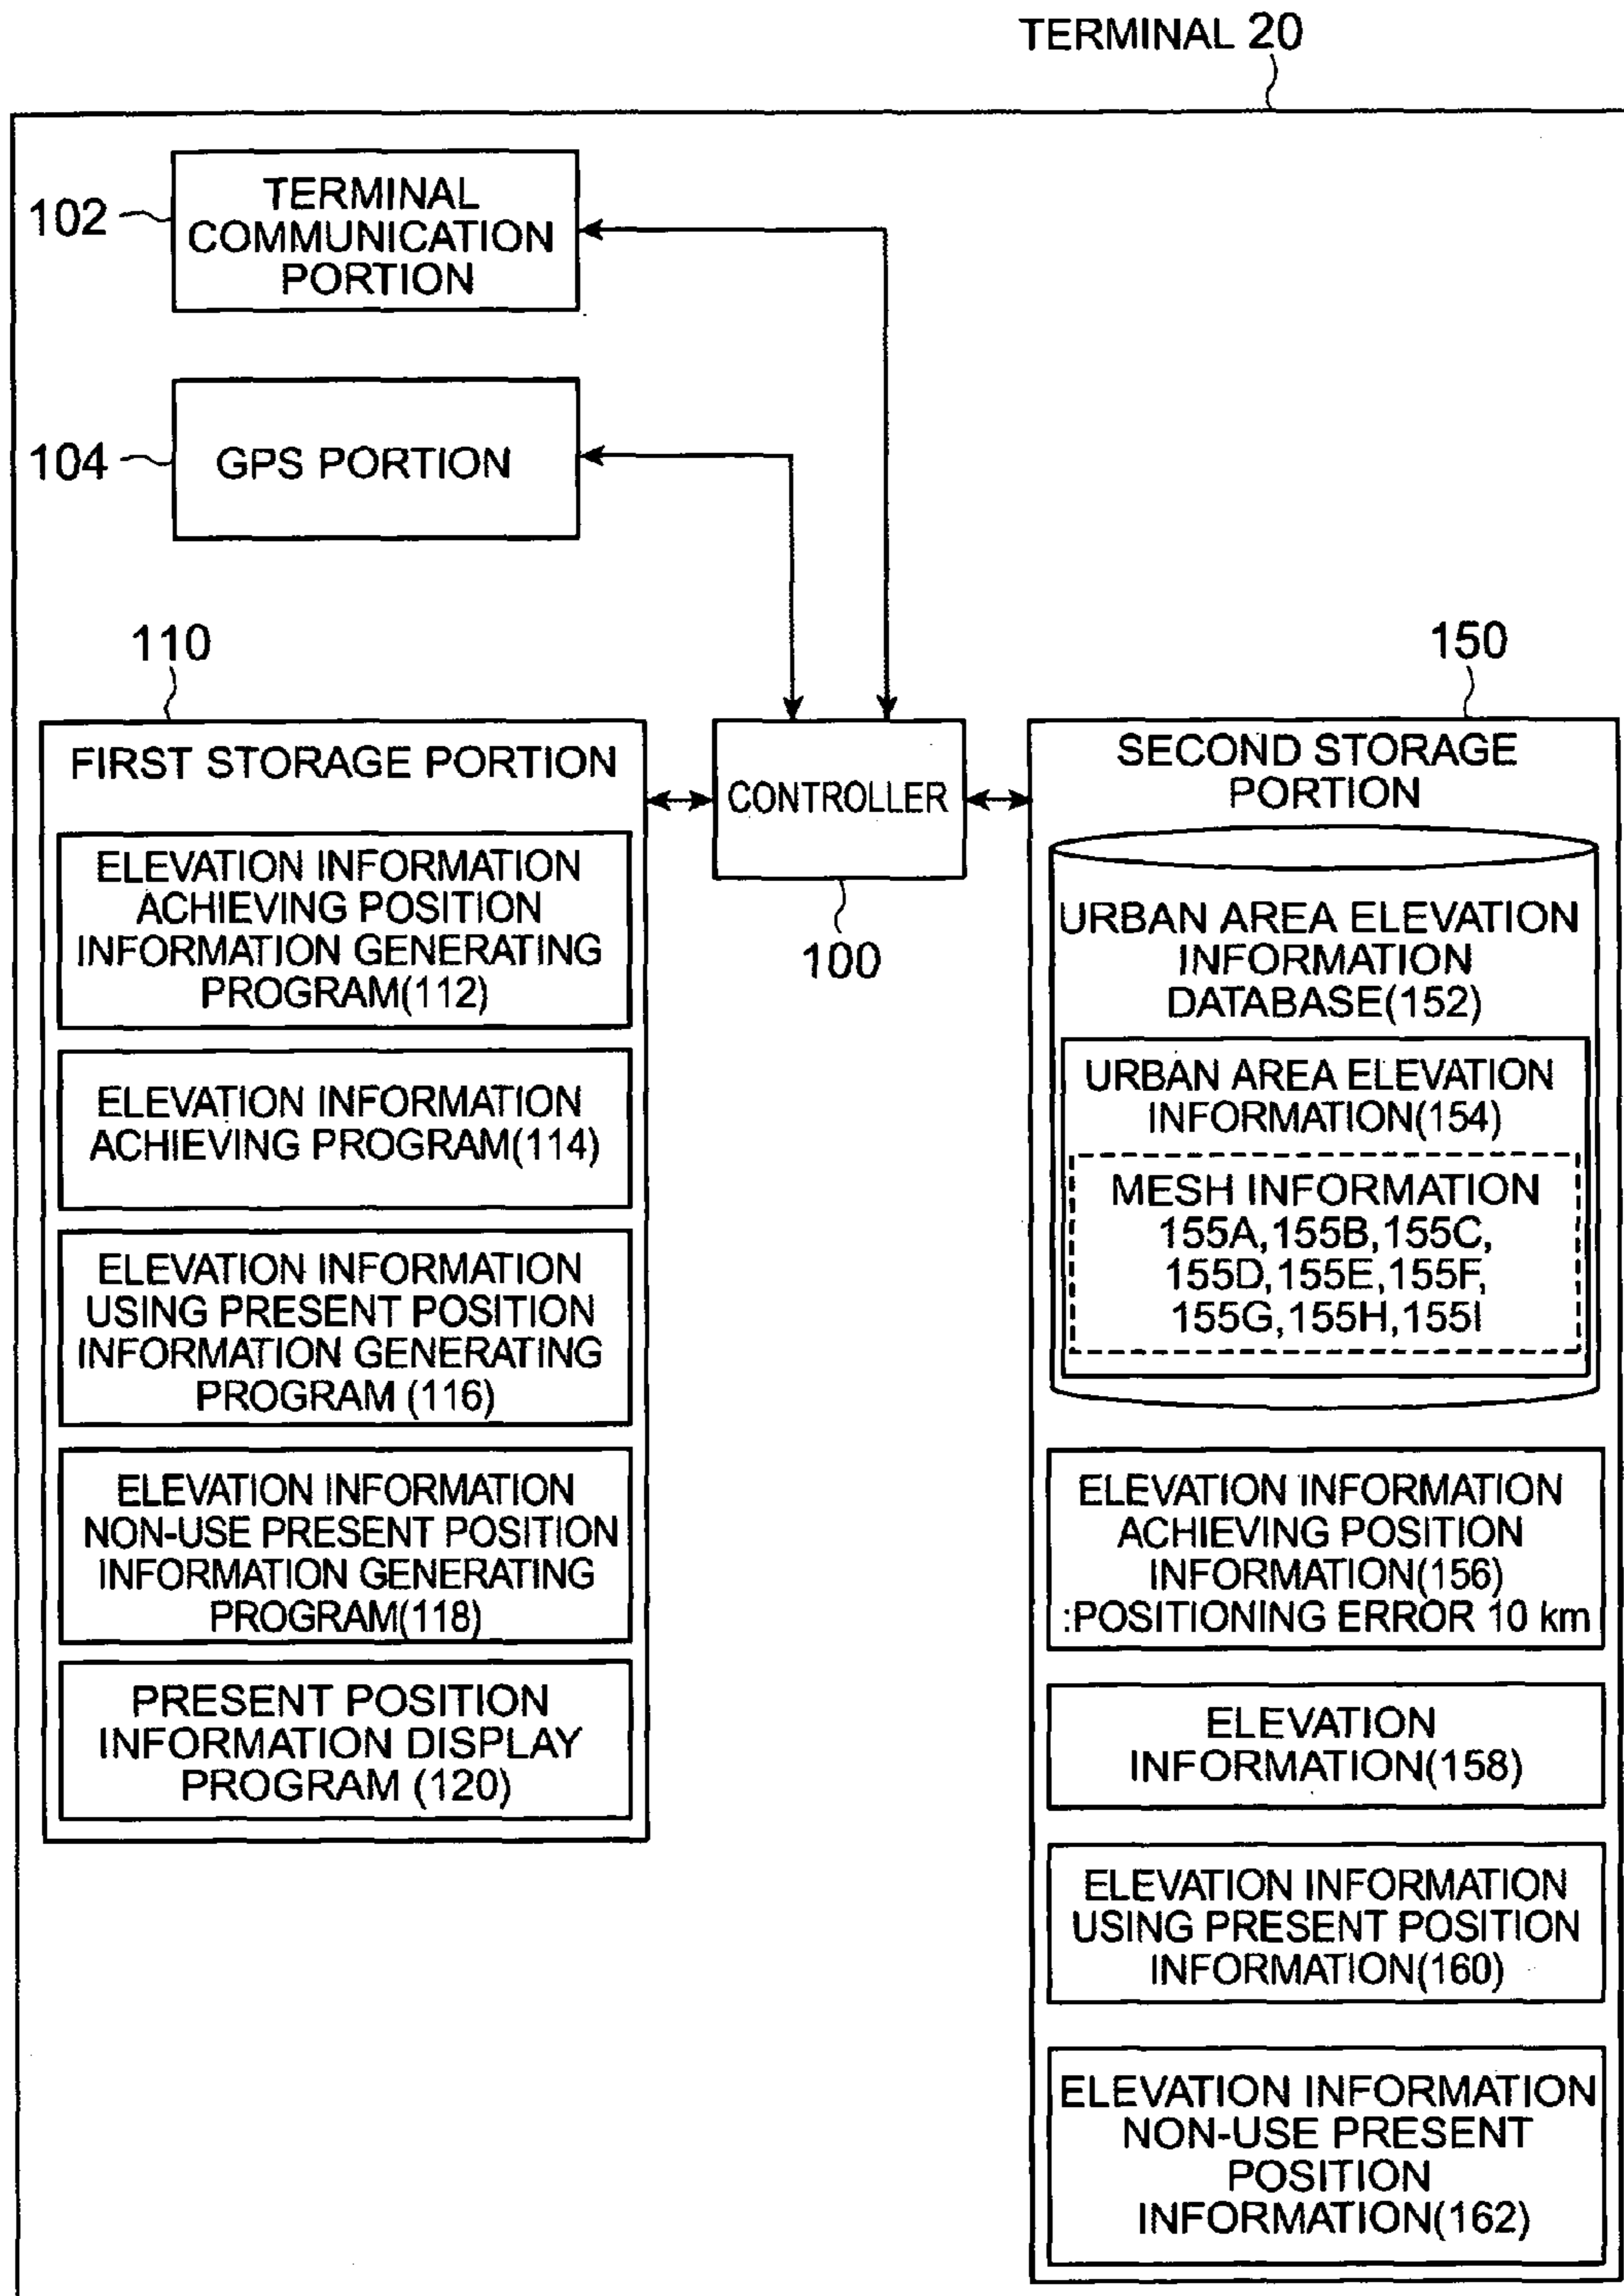 TERMINAL 20
102
TERMINAL
COMMUNICATION
PORTION
104
GPS PORTION
110
FIRST STORAGE PORTION
ELEVATION INFORMATION
ACHIEVING POSITION
INFORMATION GENERATING
PROGRAM(112)
ELEVATION INFORMATION
ACHIEVING PROGRAM(114)
ELEVATION INFORMATION
USING PRESENT POSITION
INFORMATION GENERATING
PROGRAM (116)
ELEVATION INFORMATION
NON-USE PRESENT POSITION
INFORMATION GENERATING
PROGRAM(118)
PRESENT POSITION
INFORMATION DISPLAY
PROGRAM (120)
CONTROLLER
100
150
SECOND STORAGE
PORTION
URBAN AREA ELEVATION
INFORMATION
DATABASE(152)
URBAN AREA ELEVATION
INFORMATION(154)
MESH INFORMATION
155A,155B,155C,
155D,155E,155F,
155G,155H,155I
ELEVATION INFORMATION
ACHIEVING POSITION
INFORMATION(156)
:POSITIONING ERROR 10 km
ELEVATION
INFORMATION(158)
ELEVATION INFORMATION
USING PRESENT POSITION
INFORMATION(160)
ELEVATION INFORMATION
NON-USE PRESENT
POSITION
INFORMATION(162)